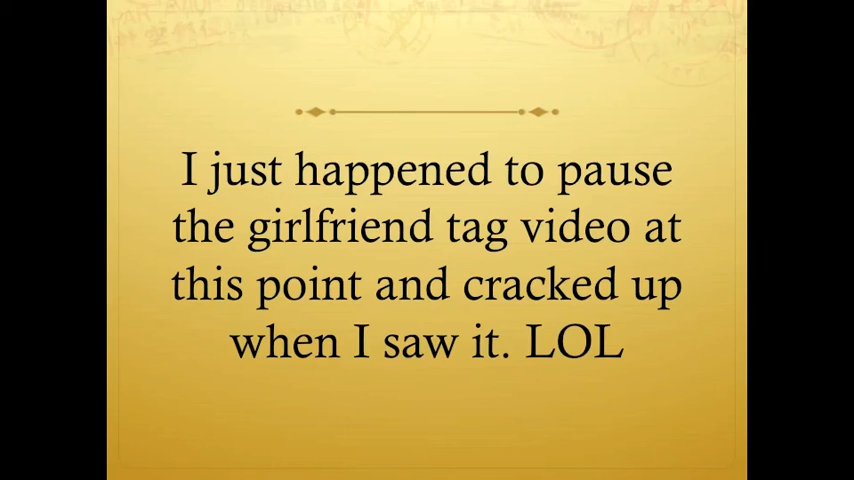 I just happened to pause
the girlfriend tag video at
this point and cracked up
when I saw it. LOL